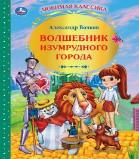 ЛЮБИМАЯ КЛАССИКА
Александр Волков
ВОЛШЕБНИК
ИЗУМРУДНОГО
ГОРОДА